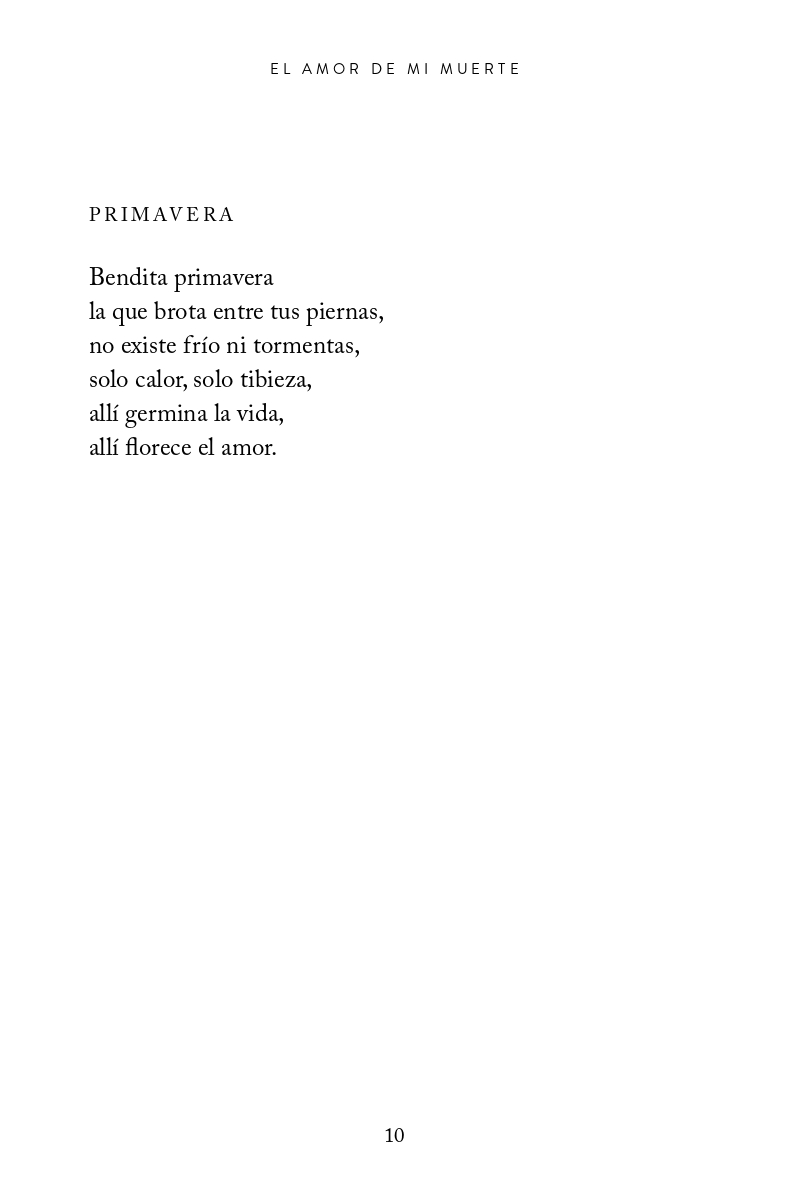 EL AMOR DE MI MUERTE
PRIMAVERA
Bendita primavera
la que brota entre tus piernas,
no existe frío ni tormentas,
solo calor, solo tibieza,
allí germina la vida,
allí florece el amor.
10